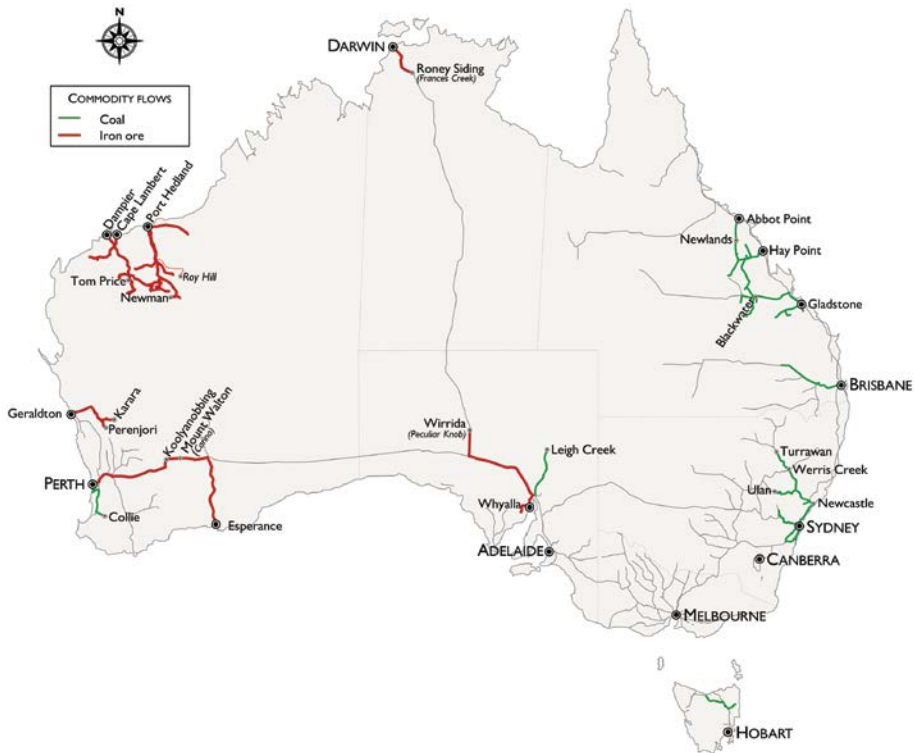 N
DARWIN
Roney Siding
(Frances Creek)
COMMODITY FLOWS
Coal
Iron ore
Dampier
Cape Lambert
Port Hedland
Abbot Point
Newlands
Hay Point
Tom Price
Roy Hill
Newman
Blackwater
Gladstone
BRISBANE
Geraldton
Karara
Perenjori
Koolyanobbing
Mount Walton
(Carina)
Wirrida
(Peculiar Knob)
Leigh Creek
Turrawan
Werris Creek
PERTH
Ulan
Newcastle
Collie
Whyalla
Esperance
SYDNEY
ADELAIDE
CANBERRA
MELBOURNE
HOBART